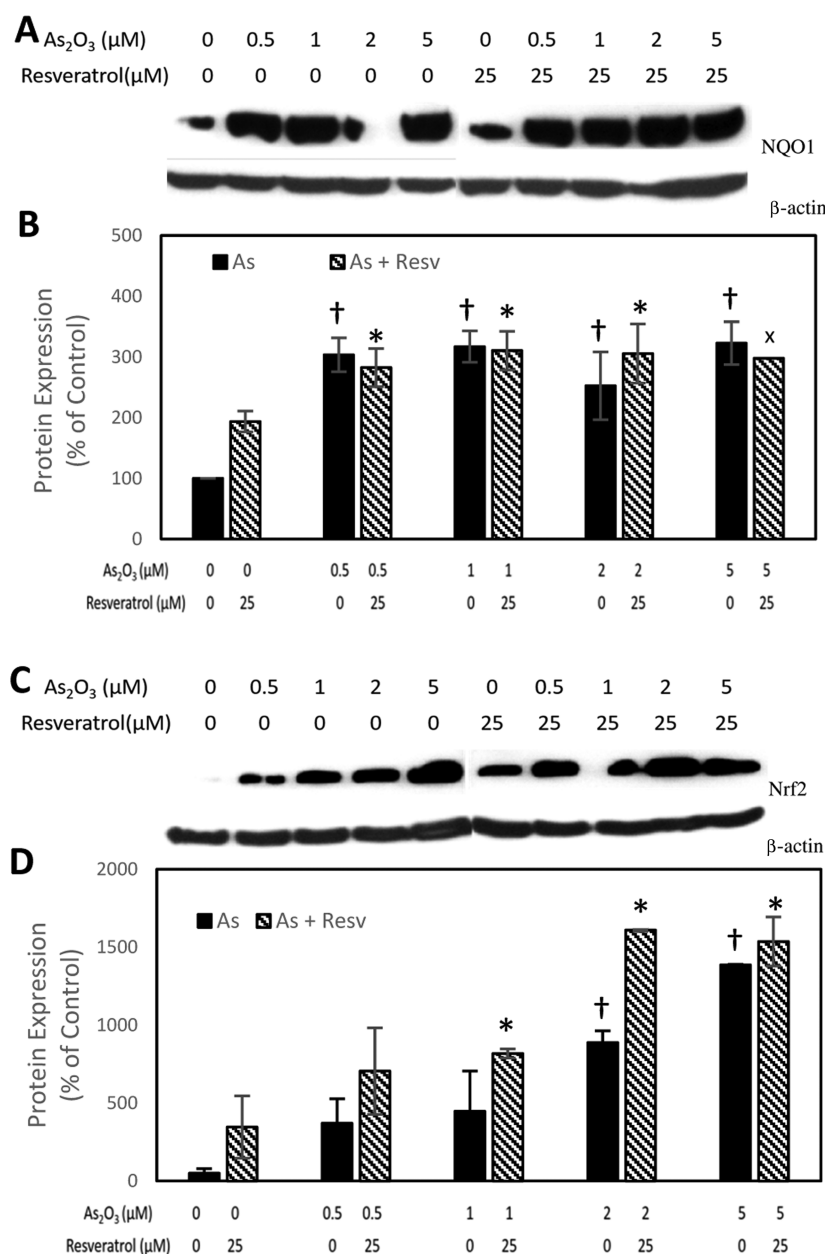 A As₂O₃ (μM) 0 0.5 1 2 5 0 0.5 1 2 5
Resveratrol(μM) 0 0 0 0 0 25 25 25 25 25
NQO1
β-actin
B
500
As As + Resv
400
† * † * † * † x
300
200
100
0
Protein Expression
(% of Control)
As₂O₃(μM) 0 0 0.5 0.5 1 1 2 2 5 5
Resveratrol (μM) 0 25 0 25 0 25 0 25 0 25
C
As₂O₃ (μM) 0 0.5 1 2 5 0 0.5 1 2 5
Resveratrol(μM) 0 0 0 0 0 25 25 25 25 25
Nrf2
β-actin
D
2000
As As + Resv
* † * † *
1500
1000
500
0
Protein Expression
(% of Control)
As₂O₃ (μM) 0 0 0.5 0.5 1 1 2 2 5 5
Resveratrol (μM) 0 25 0 25 0 25 0 25 0 25